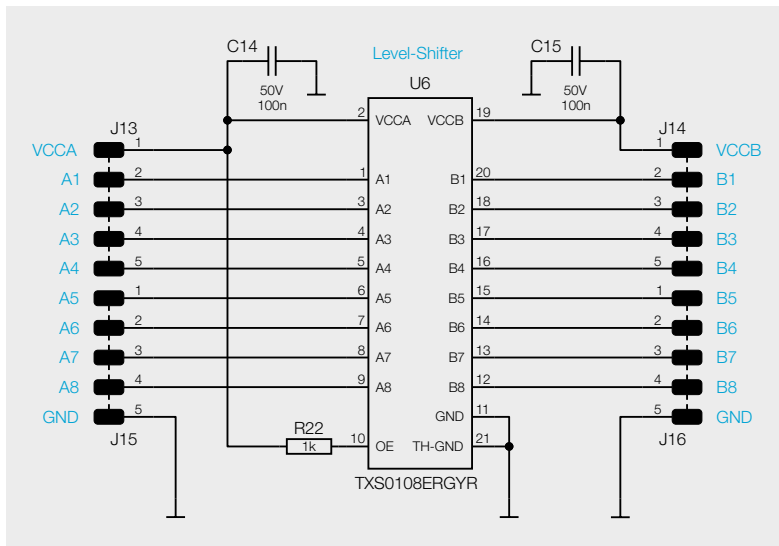 C14
Level-Shifter
C15
50V
100n
U6
50V
100n
J13
2
VCCA
VCCB
19
J14
VCCA
1
1
VCCB
A1
2
1
A1
B1
20
2
B1
A2
3
3
A2
B2
18
3
B2
A3
4
4
A3
B3
17
4
B3
A4
5
5
A4
B4
16
5
B4
A5
1
6
A5
B5
15
1
B5
A6
2
7
A6
B6
14
2
B6
A7
3
8
A7
B7
13
3
B7
A8
4
9
A8
B8
12
4
B8
GND
5
GND
11
5
GND
J15
R22
1k
10
OE
TH-GND
21
J16
TXS0108ERGYR